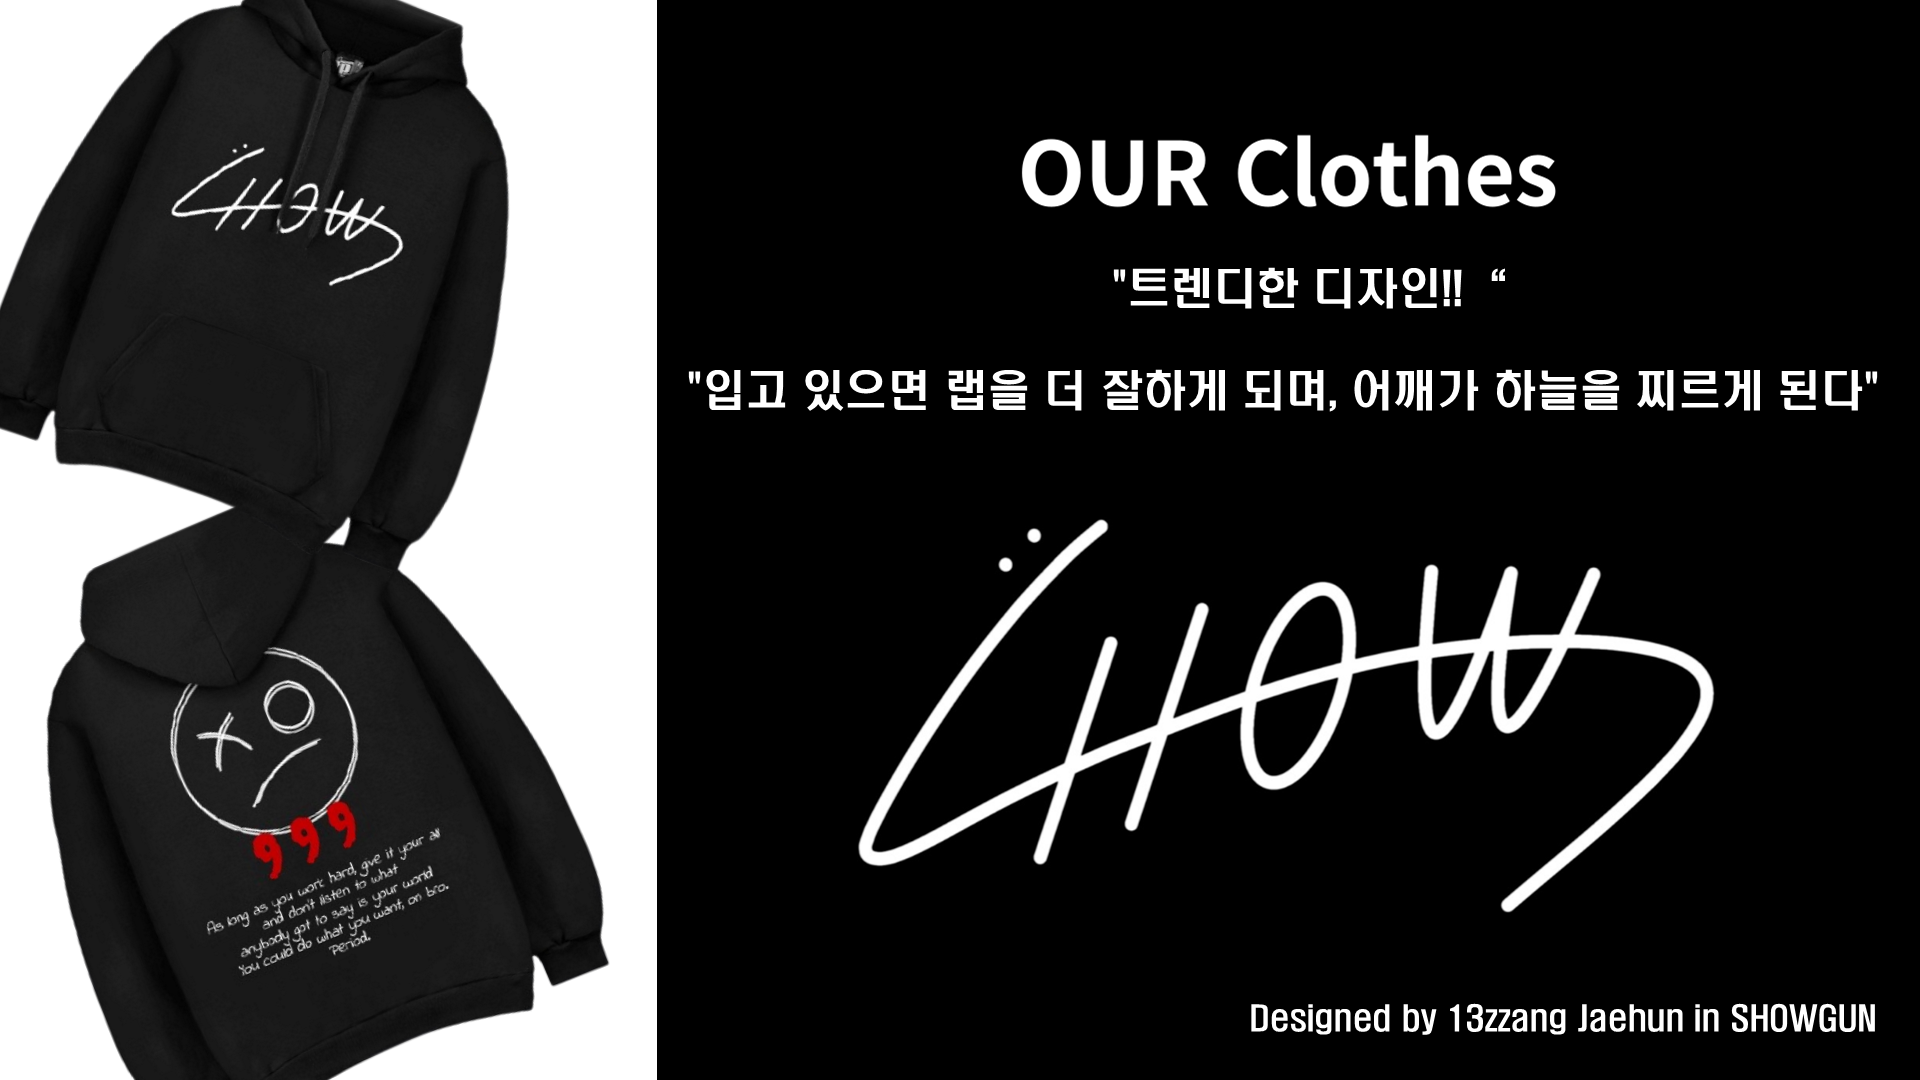 OUR Clothes
"트렌디한 디자인!! “
"입고 있으면 랩을 더 잘하게 되며, 어깨가 하늘을 찌르게 된다"
SHOW
SHOW
999
As long as you work hard, give it your all
and don't listen to what
anybody got to say is your world
You could do what you want, on bro.
Period.
Designed by 13zzang Jaehun in SHOWGUN